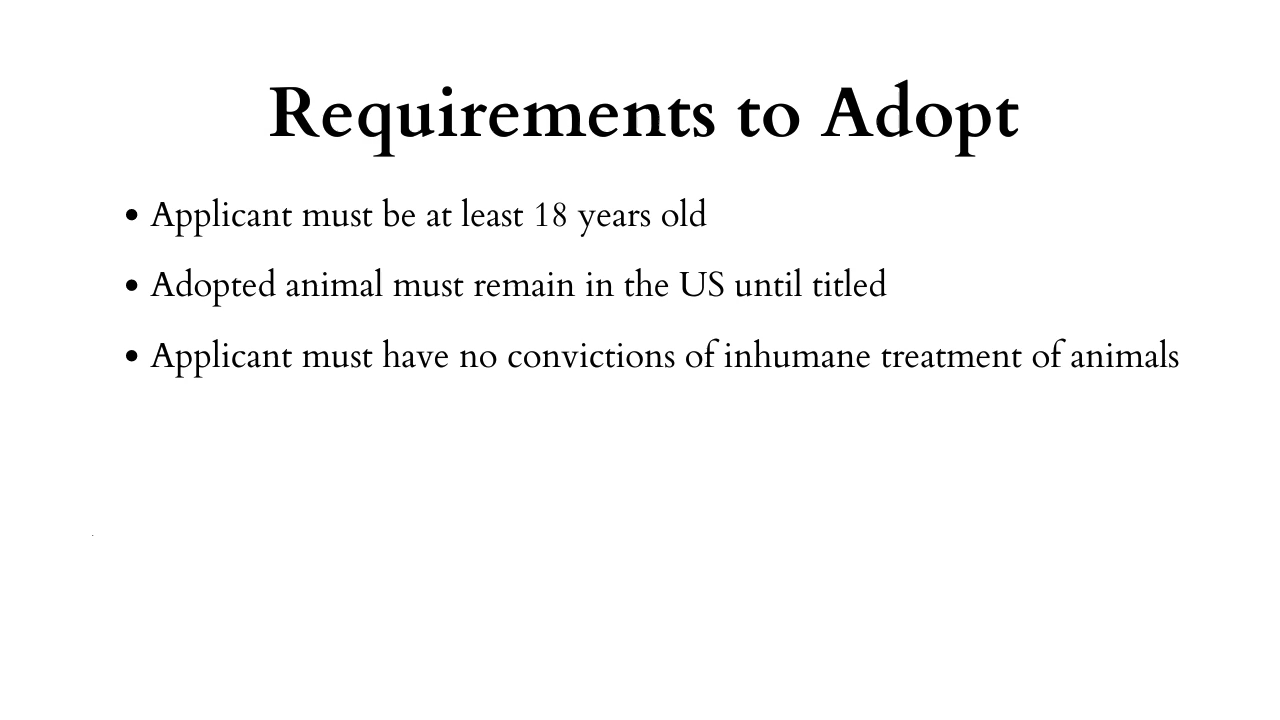 Requirements to Adopt
• Applicant must be at least 18 years old
• Adopted animal must remain in the US until titled
• Applicant must have no convictions of inhumane treatment of animals
.